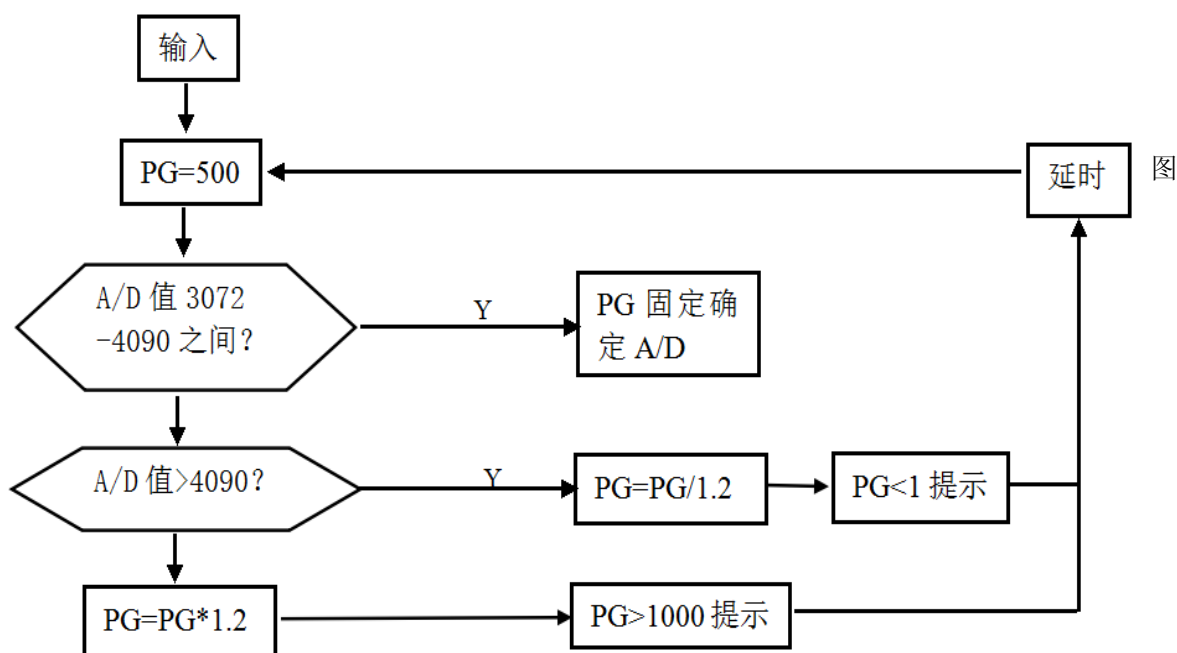 输入
PG=500
延时
图
A/D 值 3072
-4090 之间?
Y
PG 固定确
定 A/D
A/D 值>4090?
Y
PG=PG/1.2
PG<1 提示
PG=PG*1.2
PG>1000 提示